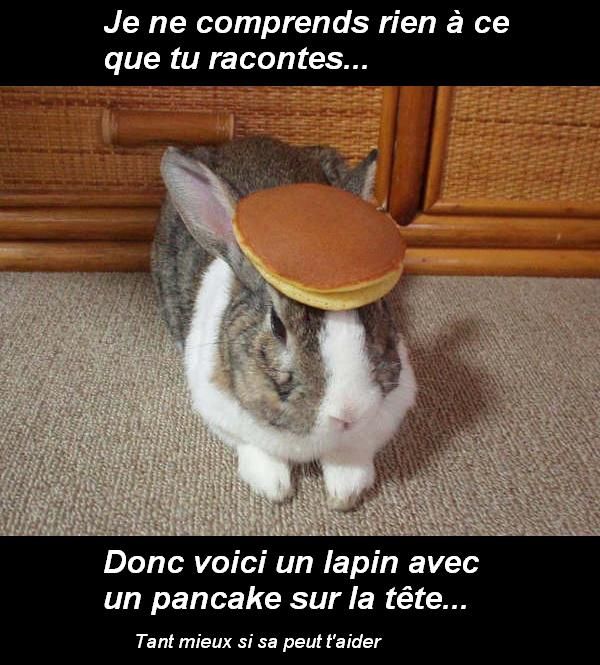 Je ne comprends rien à ce
que tu racontes...
Donc voici un lapin avec
un pancake sur la tête...
Tant mieux si sa peut t'aider